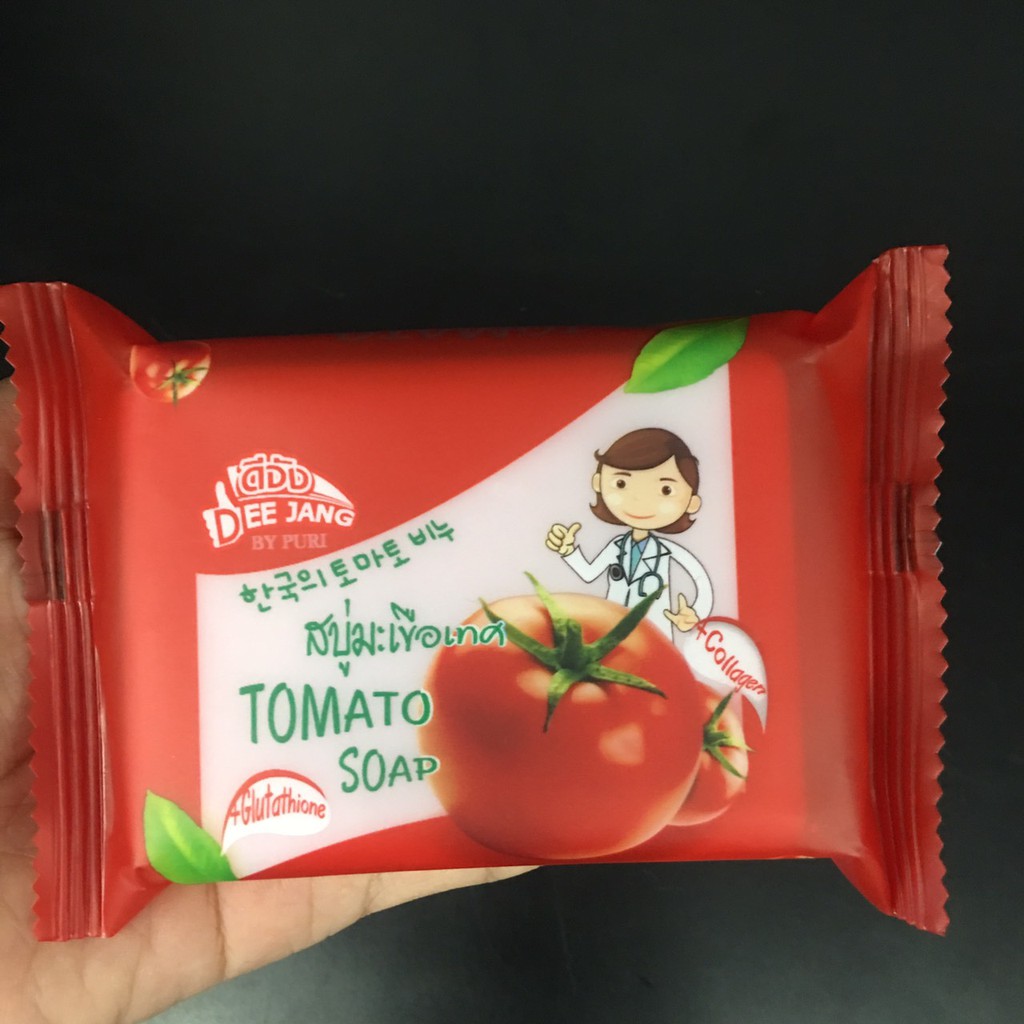 ดีจัง
DEE JANG
BY PURI
한국의 토마토 비누
สบู่มะเขือเทศ
TOMATO
SOAP
+Collagen
+Glutathione